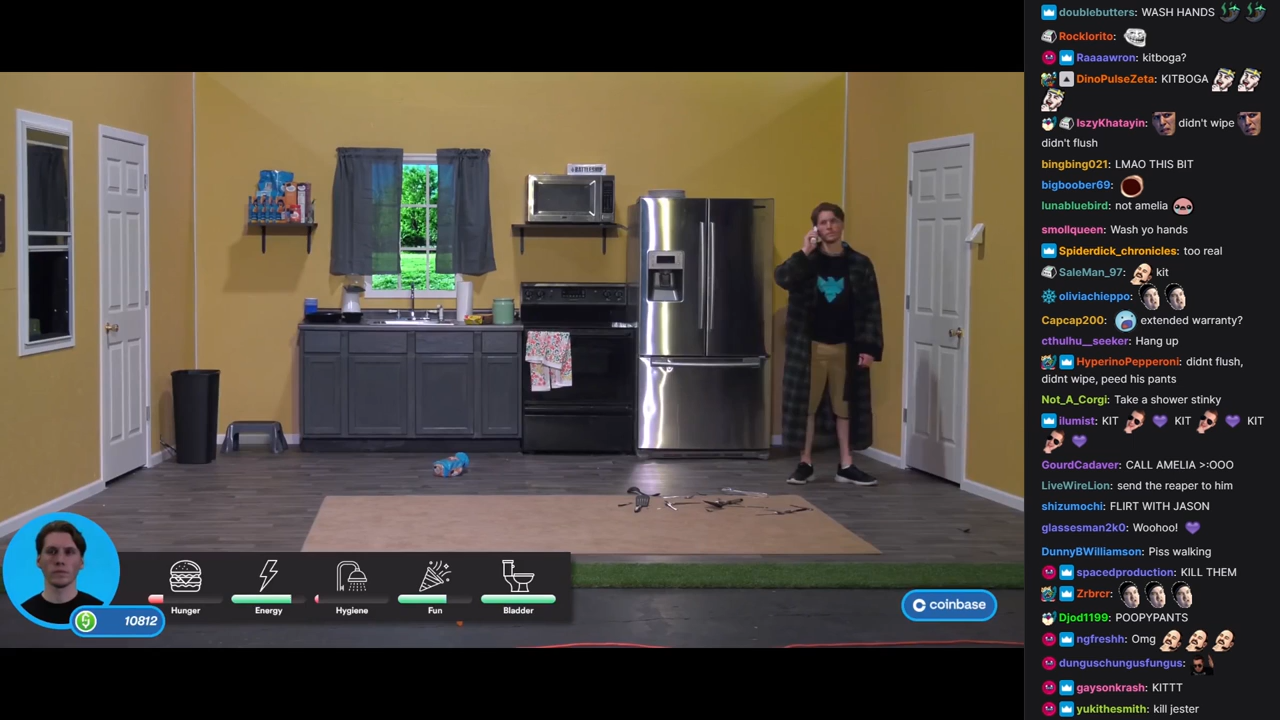 BATTLESHIP
Hunger
Energy
Hygiene
Fun
Bladder
10812
coinbase
doublebutters: WASH HANDS
Rocklorito:
Raaaawron: kitboga?
DinoPulseZeta: KITBOGA
IszyKhatayin: didn't wipe
didn't flush
bingbing021: LMAO THIS BIT
bigboober69:
lunabluebird: not amelia
smollqueen: Wash yo hands
Spiderdick_chronicles: too real
SaleMan_97: kit
oliviachieppo:
Capcap200: extended warranty?
cthulhu__seeker: Hang up
HyperinoPepperoni: didnt flush,
didnt wipe, peed his pants
Not_A_Corgi: Take a shower stinky
ilumist: KIT KIT KIT
GourdCadaver: CALL AMELIA >:OOO
LiveWireLion: send the reaper to him
shizumochi: FLIRT WITH JASON
glassesman2k0: Woohoo!
DunnyBWilliamson: Piss walking
spacedproduction: KILL THEM
Zrbrcr:
Djod1199: POOPYPANTS
ngfreshh: Omg
dunguschungusfungus:
gaysonkrash: KITTT
yukithesmith: kill jester